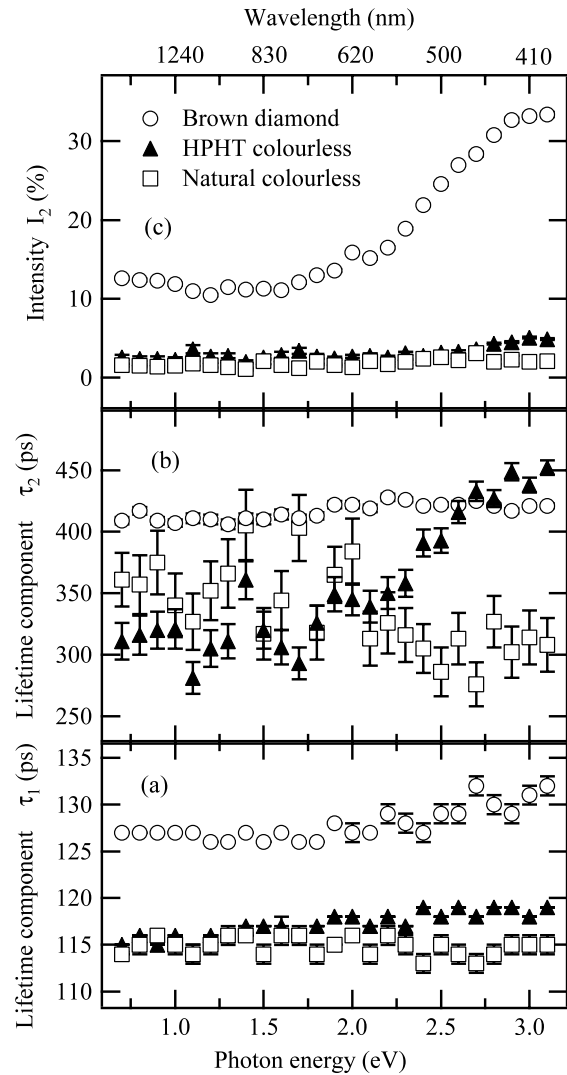 Wavelength (nm)
1240 830 620 500 410
Brown diamond
HPHT colourless
Natural colourless
Intensity I2 (%)
30
20
10
0
(c)
Lifetime component τ2 (ps)
450
400
350
300
250
(b)
Lifetime component τ1 (ps)
135
130
125
120
115
110
(a)
1.0 1.5 2.0 2.5 3.0
Photon energy (eV)